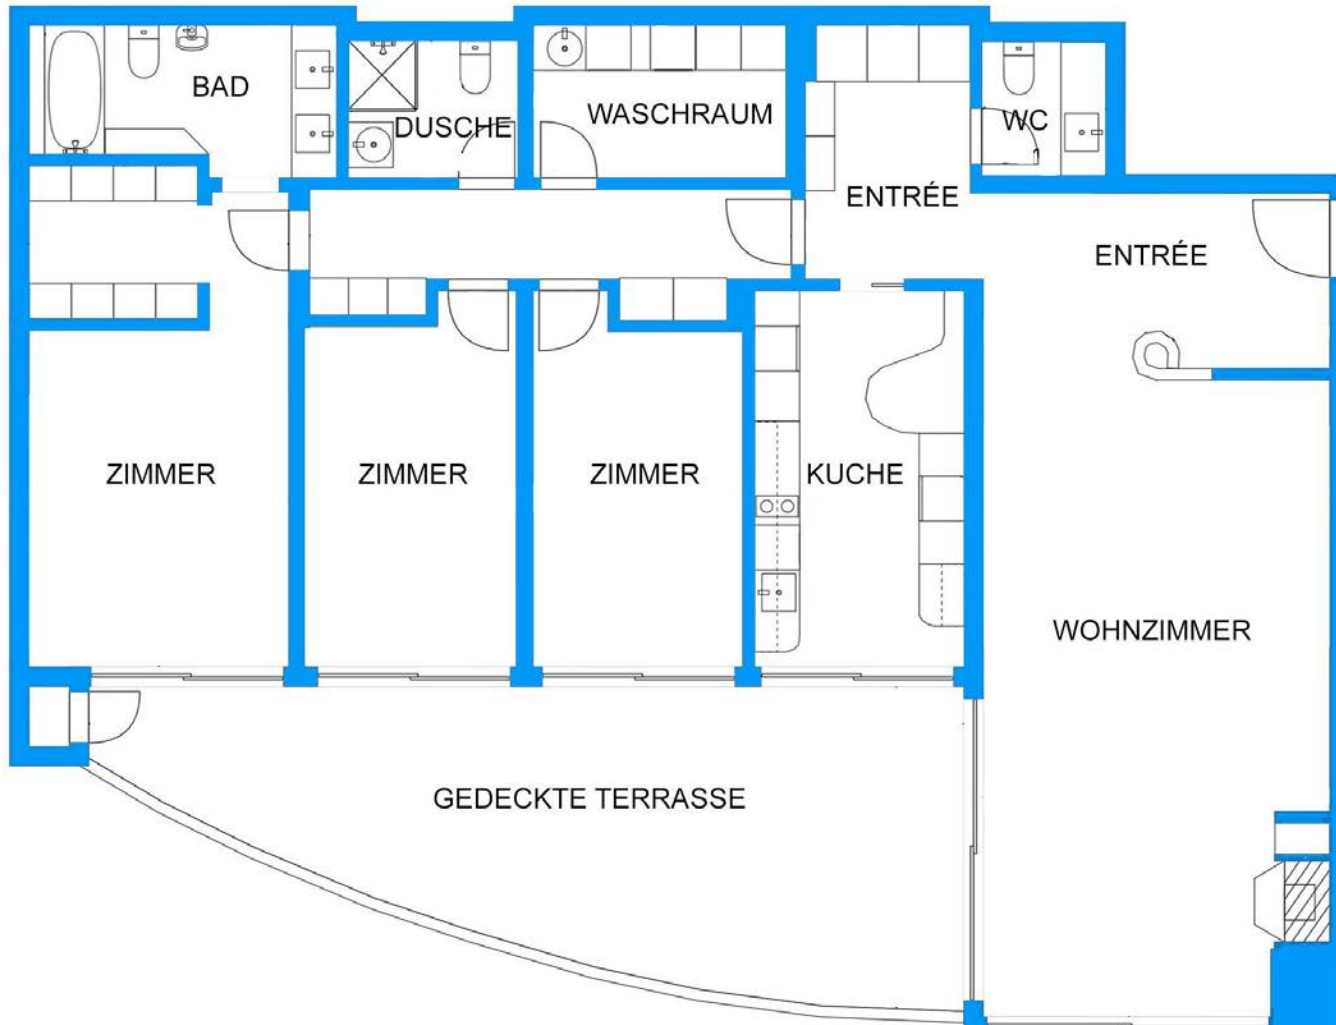 BAD
DUSCHE
WASCHRAUM
WC
ENTRÉE
ENTRÉE
ZIMMER
ZIMMER
ZIMMER
KUCHE
WOHNZIMMER
GEDECKTE TERRASSE